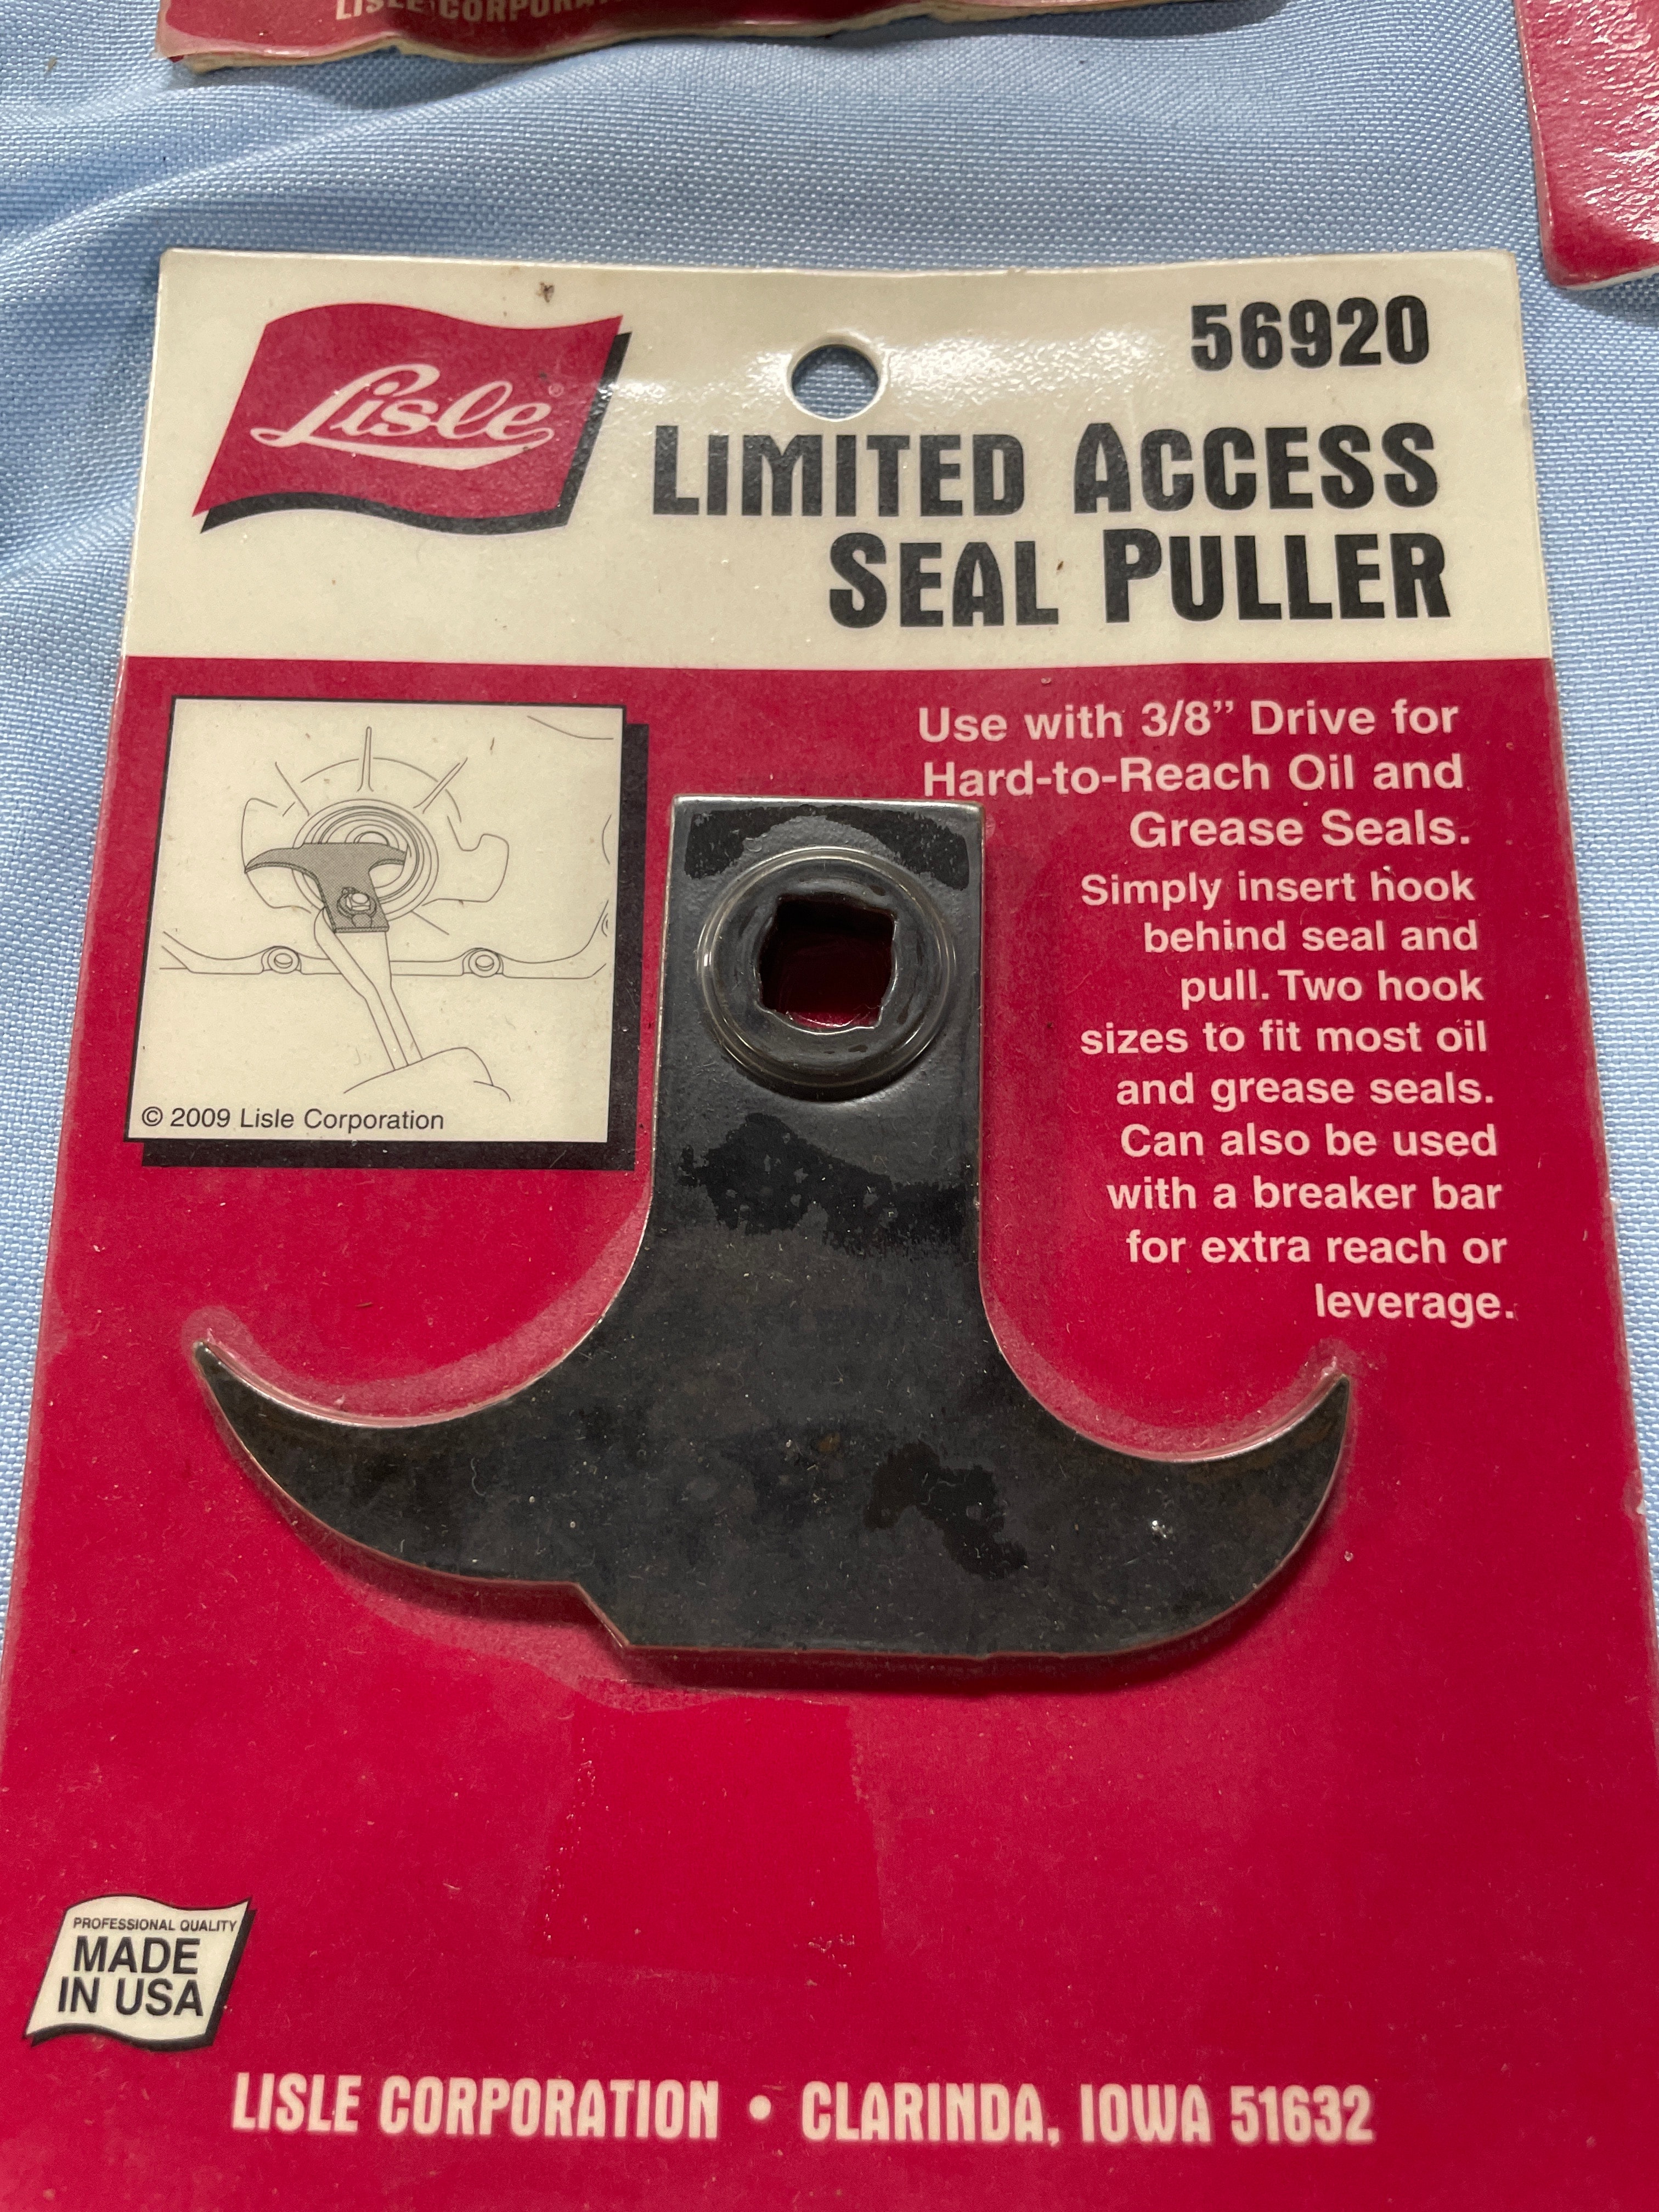 LISLE CORPORA
56920
Lisle®
LIMITED ACCESS
SEAL PULLER
Use with 3/8” Drive for
Hard-to-Reach Oil and
Grease Seals.
Simply insert hook
behind seal and
pull. Two hook
sizes to fit most oil
and grease seals.
Can also be used
with a breaker bar
for extra reach or
leverage.
© 2009 Lisle Corporation
PROFESSIONAL QUALITY
MADE
IN USA
LISLE CORPORATION • CLARINDA, IOWA 51632